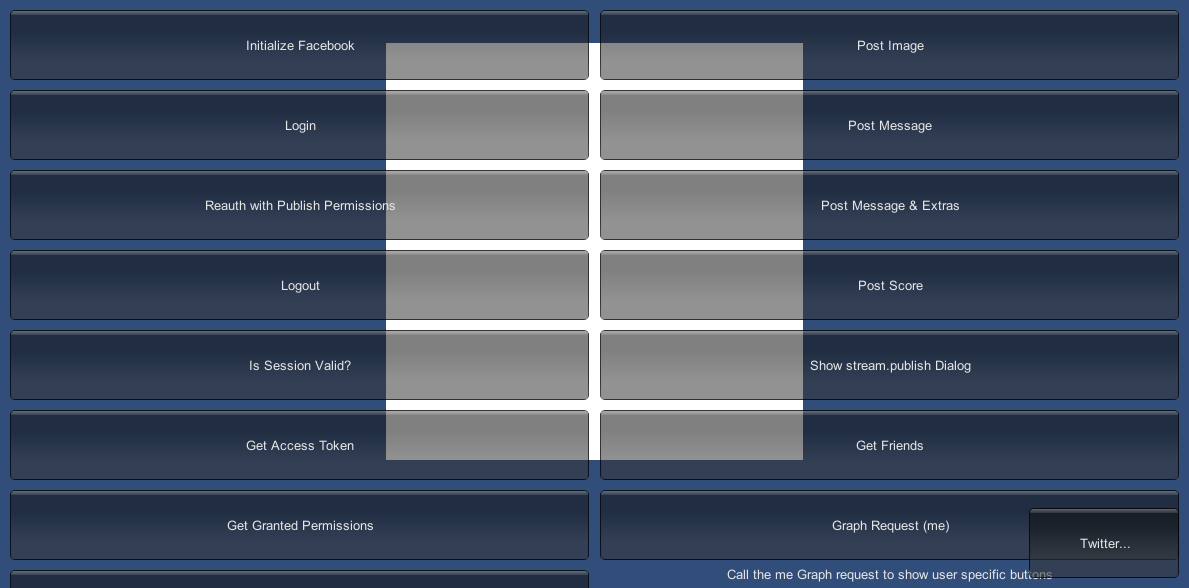 Initialize Facebook
Post Image
Login
Post Message
Reauth with Publish Permissions
Post Message & Extras
Logout
Post Score
Is Session Valid?
Show stream.publish Dialog
Get Access Token
Get Friends
Get Granted Permissions
Graph Request (me)
Twitter...
Call the me Graph request to show user specific buttons